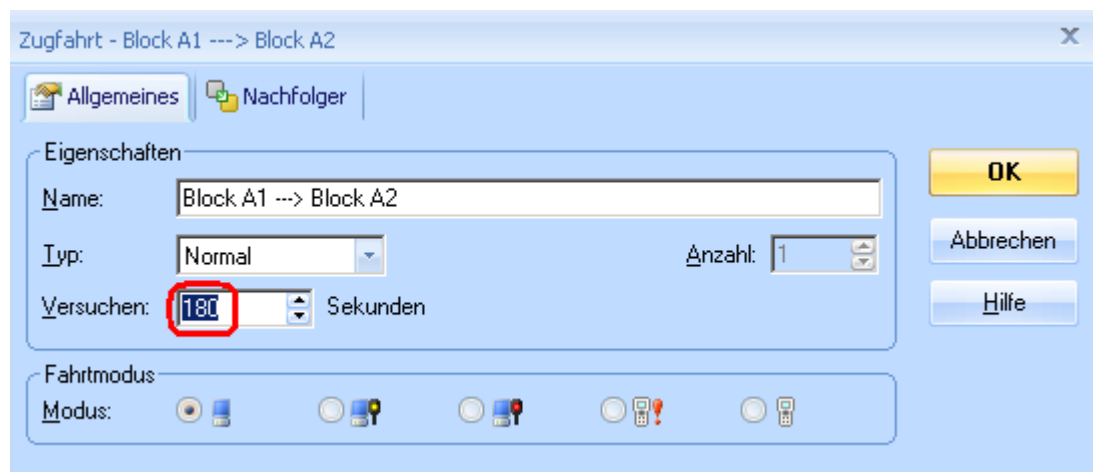 Zugfahrt - Block A1 ---> Block A2
Allgemeines Nachfolger
Eigenschaften
Name: Block A1 ---> Block A2
Typ: Normal Anzahl: 1
Versuchen: 180 Sekunden
OK
Abbrechen
Hilfe
Fahrtmodus
Modus: